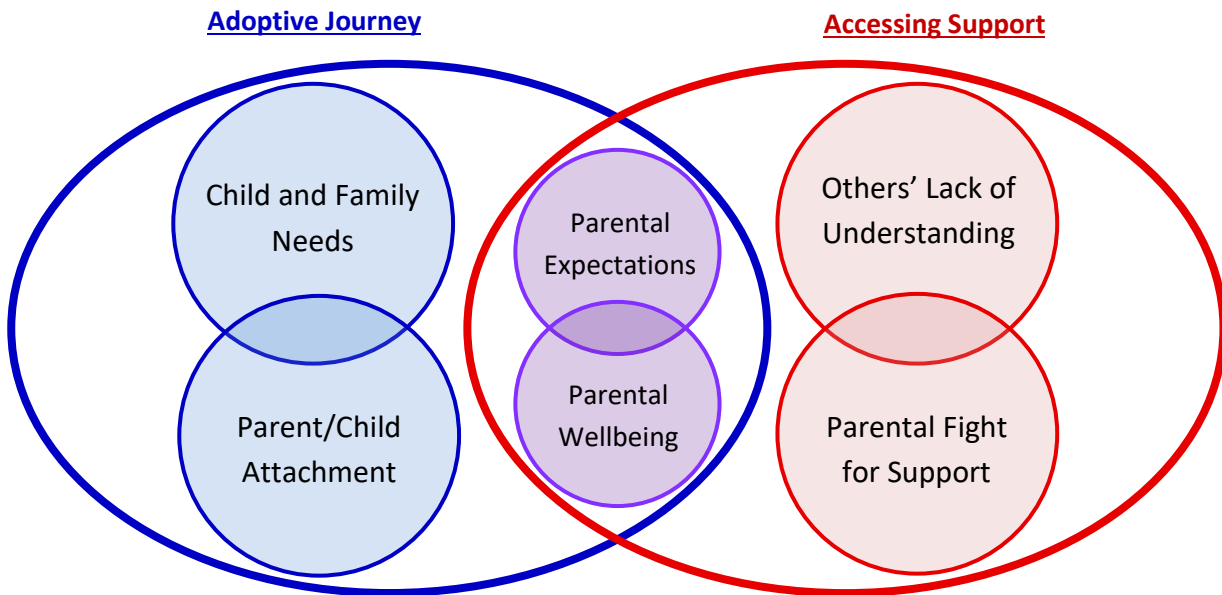 Adoptive Journey
Accessing Support
Child and Family
Needs
Parent/Child
Attachment
Parental
Expectations
Parental
Wellbeing
Others’ Lack of
Understanding
Parental Fight
for Support